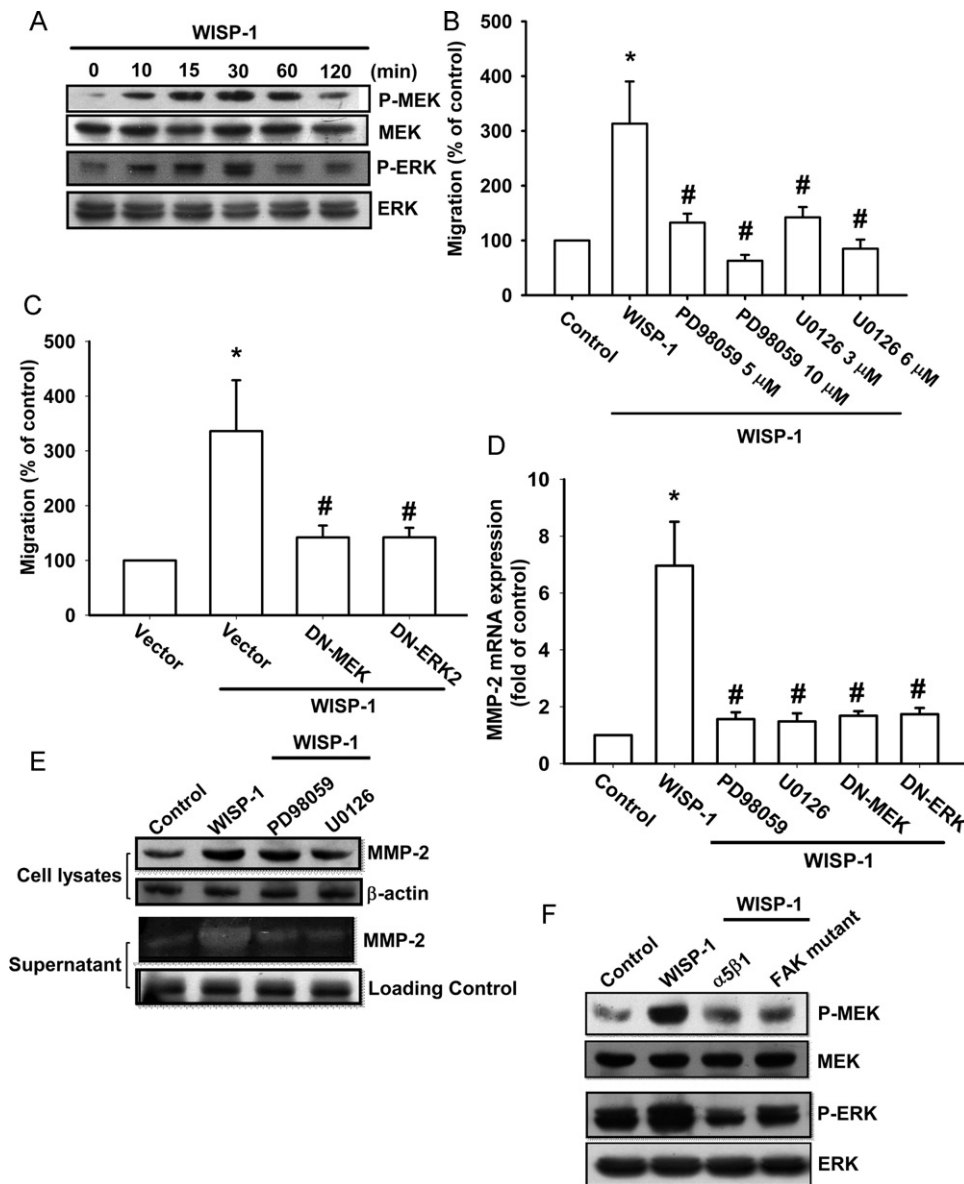 A
WISP-1
0 10 15 30 60 120 (min)
P-MEK
MEK
P-ERK
ERK
B
Migration (% of control)
500
400
300
200
100
0
*
# # # #
Control
WISP-1
PD98059 5 μM
PD98059 10 μM
U0126 3 μM
U0126 6 μM
WISP-1
C
Migration (% of control)
500
400
300
200
100
0
*
# #
Vector
Vector
DN-MEK
DN-ERK2
WISP-1
D
MMP-2 mRNA expression
(fold of control)
10
8
6
4
2
0
*
# # # #
Control
WISP-1
PD98059
U0126
DN-MEK
DN-ERK
WISP-1
E
WISP-1
Control WISP-1 PD98059 U0126
Cell lysates
MMP-2
β-actin
Supernatant
MMP-2
Loading Control
F
WISP-1
Control WISP-1 α5β1 FAK mutant
P-MEK
MEK
P-ERK
ERK